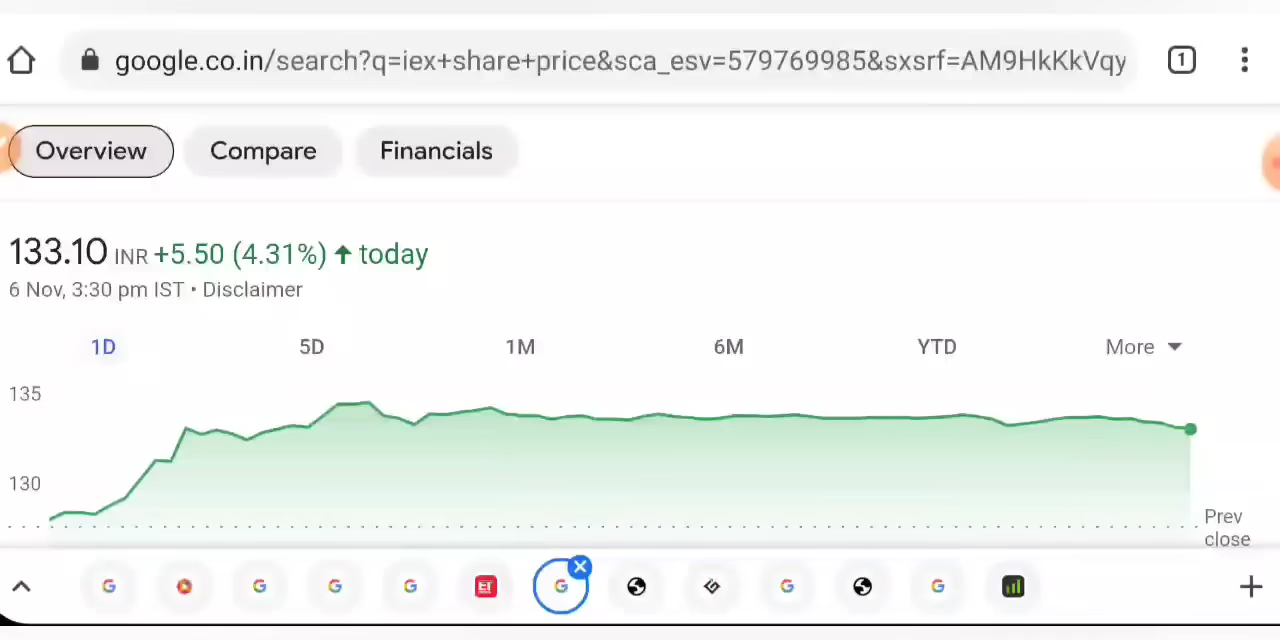 google.co.in/search?q=iex+share+price&sca_esv=579769985&sxsrf=AM9HkKkVqy
1
Overview Compare Financials
133.10 INR +5.50 (4.31%) ↑ today
6 Nov, 3:30 pm IST • Disclaimer
1D 5D 1M 6M YTD More
135
130
Prev
close
ET